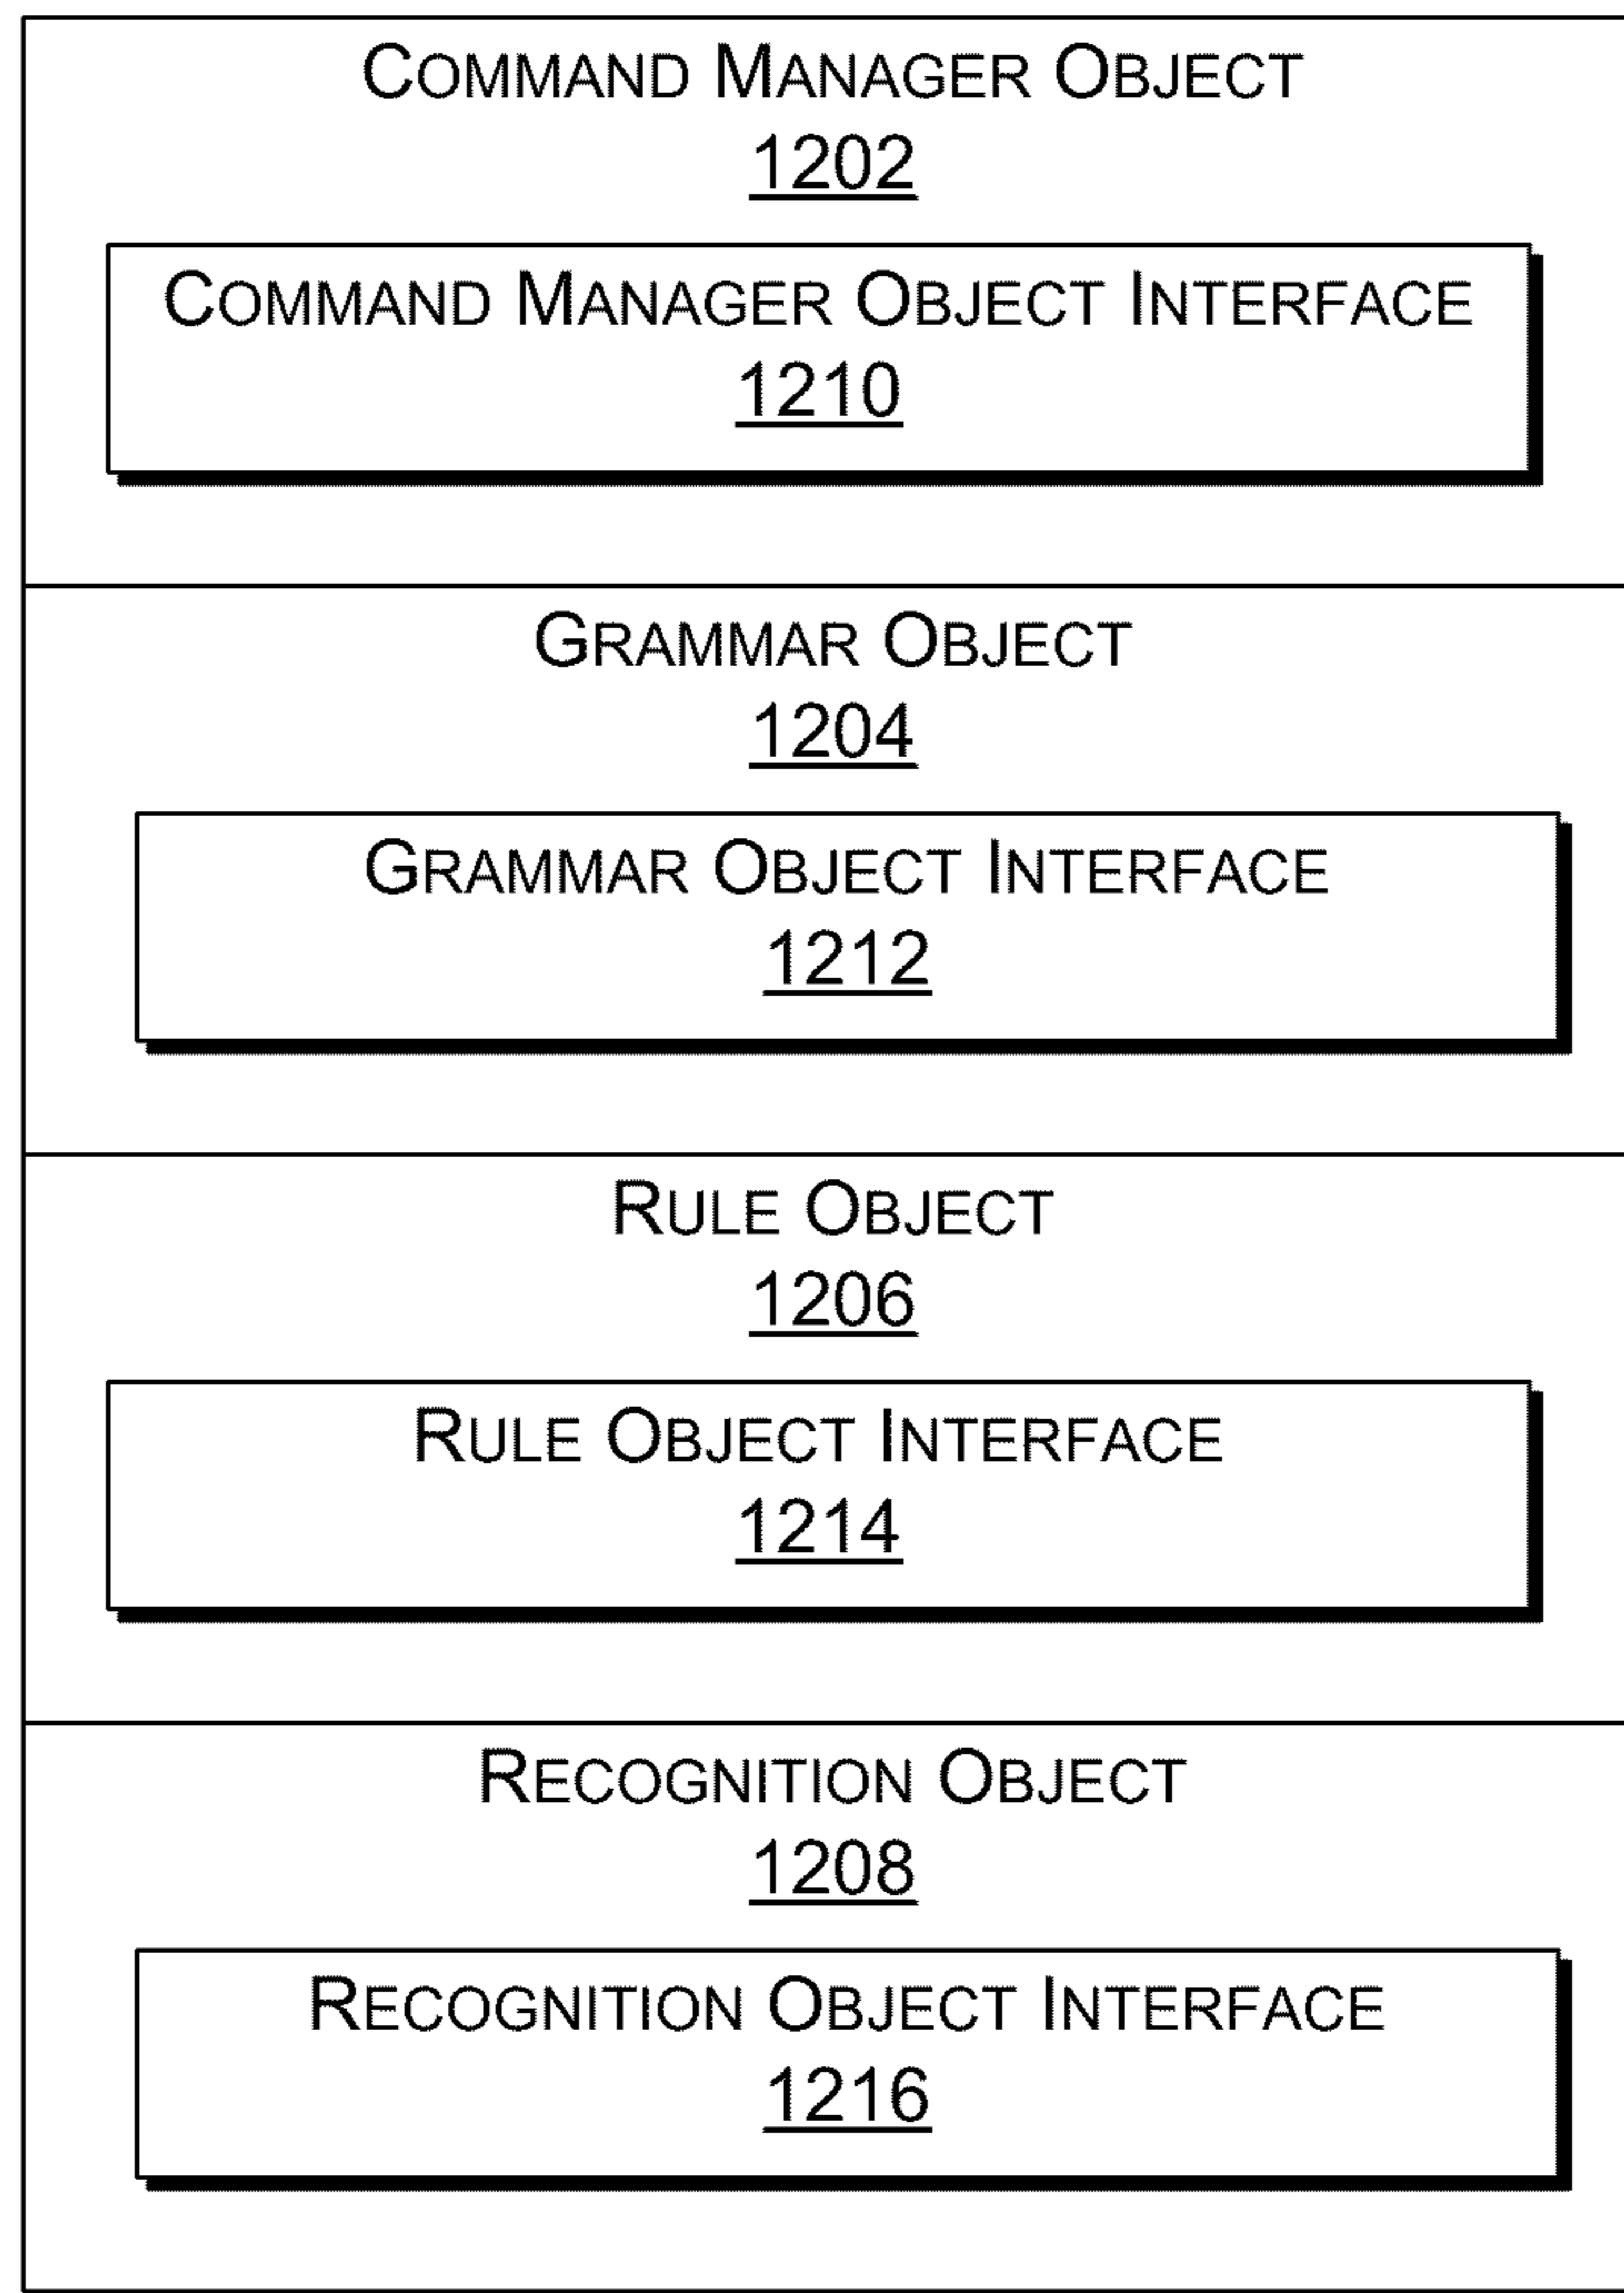 COMMAND MANAGER OBJECT
1202
COMMAND MANAGER OBJECT INTERFACE
1210
GRAMMAR OBJECT
1204
GRAMMAR OBJECT INTERFACE
1212
RULE OBJECT
1206
RULE OBJECT INTERFACE
1214
RECOGNITION OBJECT
1208
RECOGNITION OBJECT INTERFACE
1216